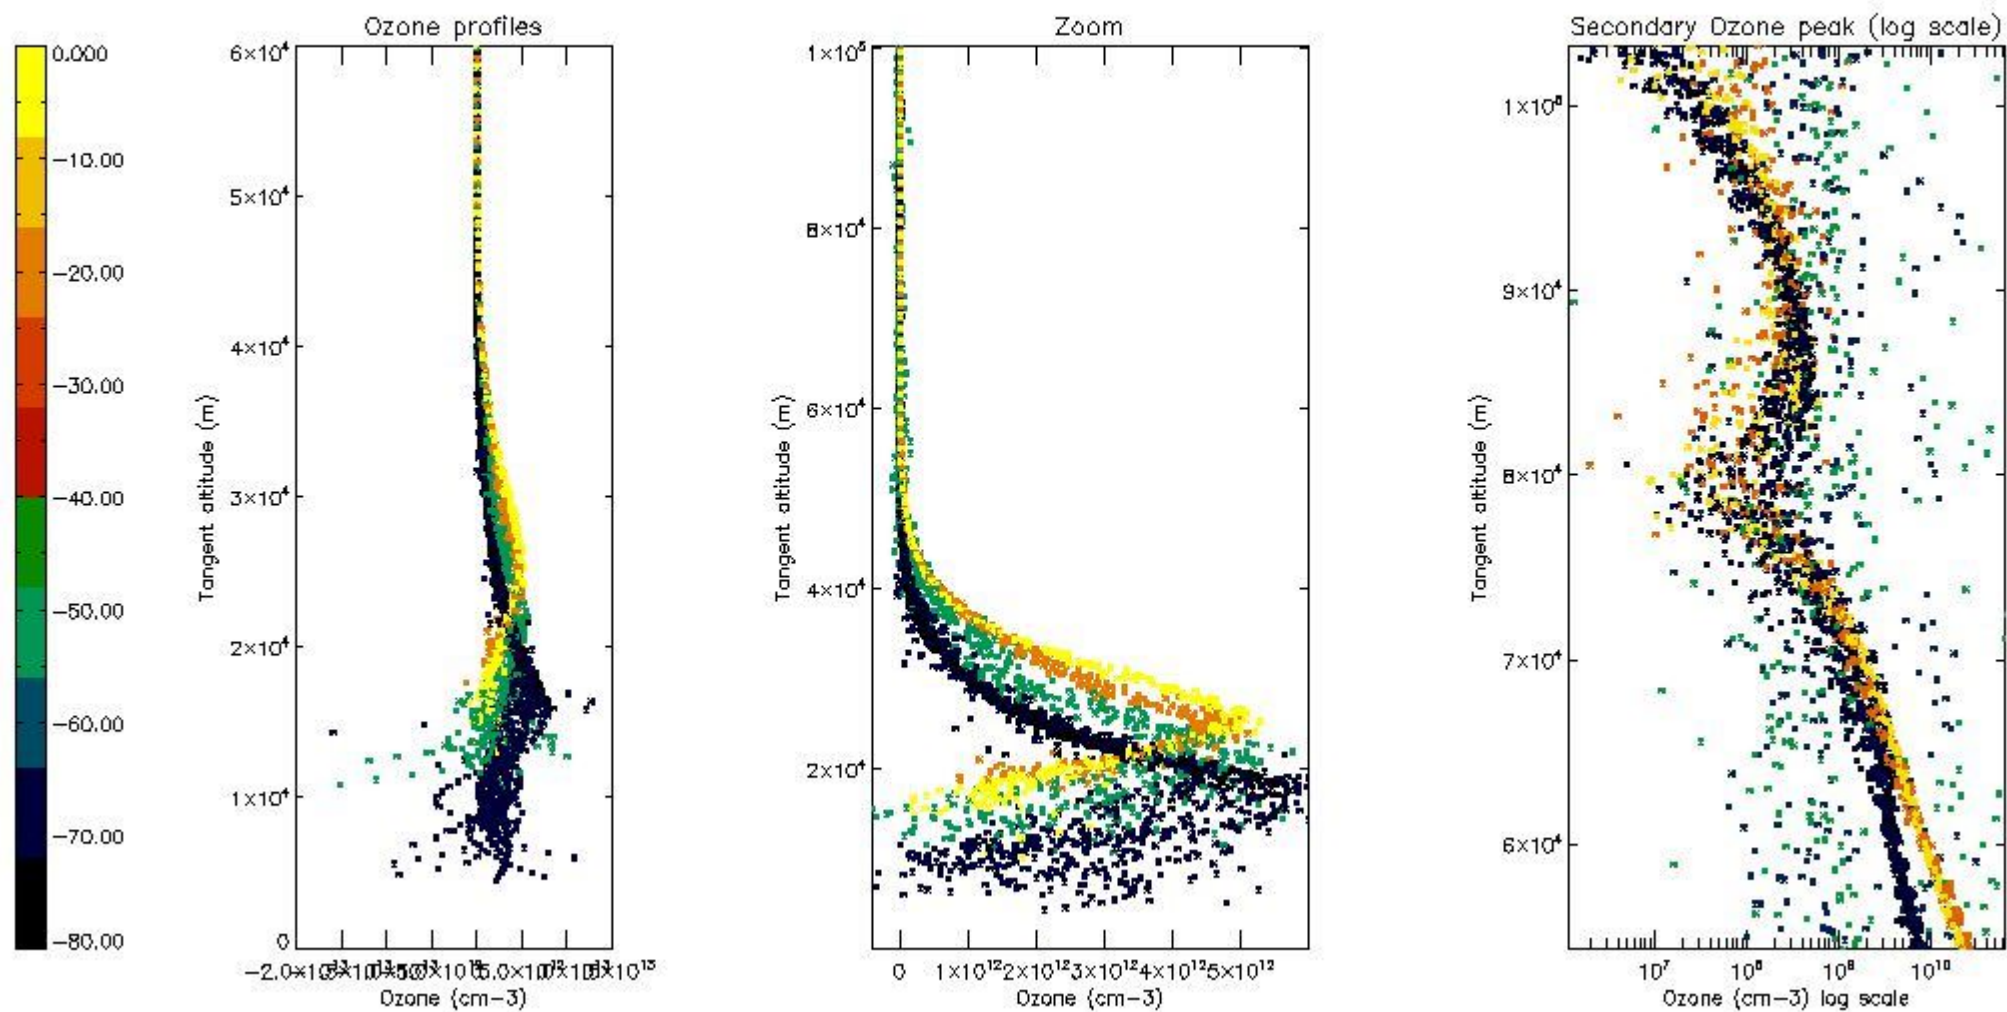 0.000
−10.00
−20.00
−30.00
−40.00
−50.00
−60.00
−70.00
−80.00
Ozone profiles
6×10⁴
5×10⁴
4×10⁴
3×10⁴
2×10⁴
1×10⁴
0
Tangent altitude (m)
Ozone (cm−3)
Zoom
1×10⁵
8×10⁴
6×10⁴
4×10⁴
2×10⁴
Tangent altitude (m)
0 1×10¹² 2×10¹² 3×10¹² 4×10¹² 5×10¹²
Ozone (cm−3)
Secondary Ozone peak (log scale)
1×10⁵
9×10⁴
8×10⁴
7×10⁴
6×10⁴
Tangent altitude (m)
10⁷ 10⁸ 10⁹ 10¹⁰
Ozone (cm−3) log scale